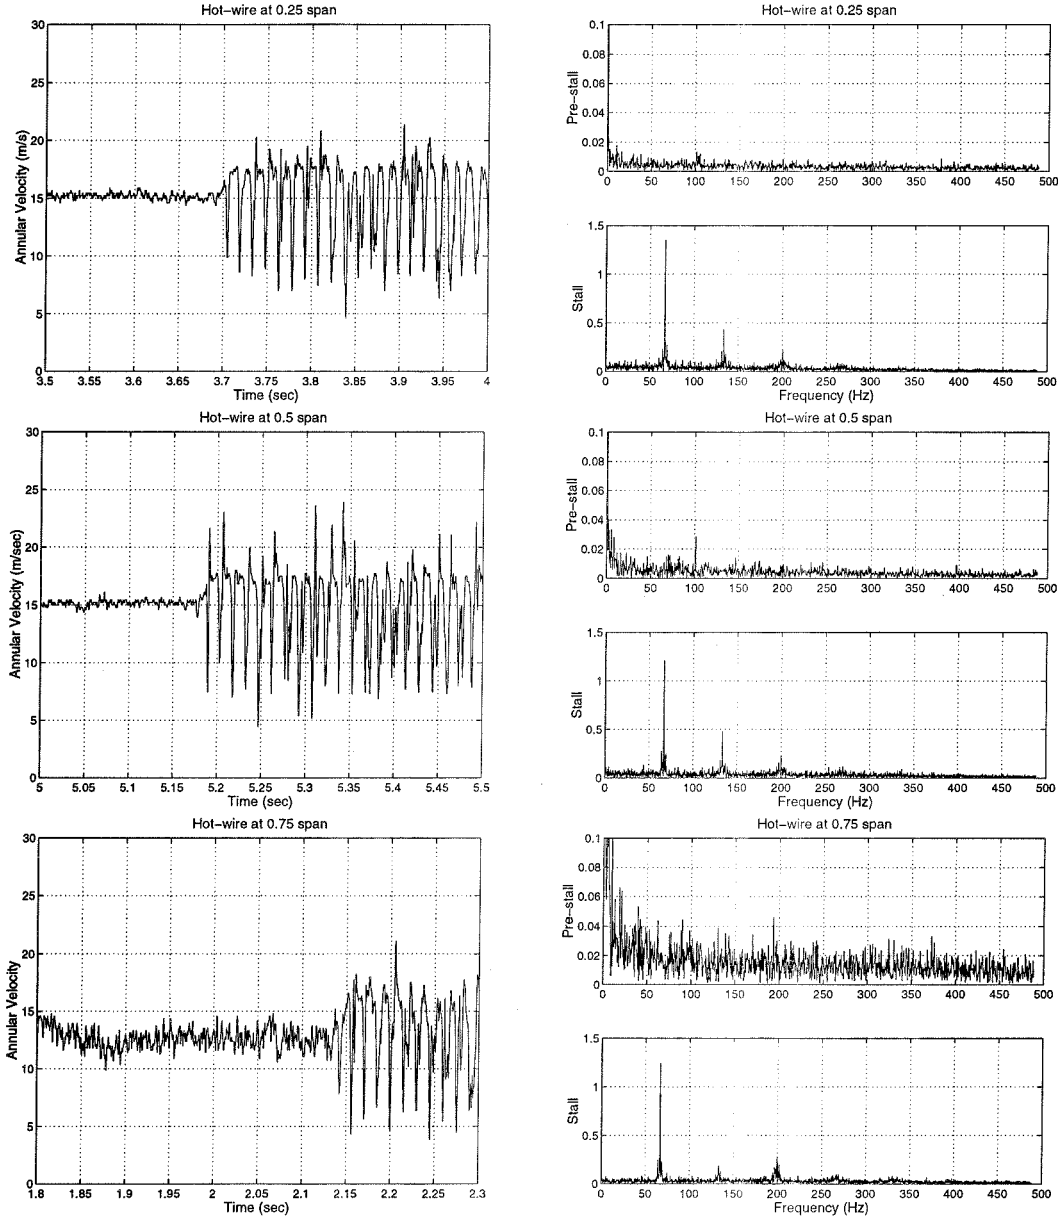 Hot-wire at 0.25 span
30
25
20
15
10
5
0
Annular Velocity (m/s)
3.5 3.55 3.6 3.65 3.7 3.75 3.8 3.85 3.9 3.95 4
Time (sec)
Hot-wire at 0.25 span
0.1
0.08
0.06
0.04
0.02
0
Pre-stall
0 50 100 150 200 250 300 350 400 450 500
1.5
1
0.5
0
Stall
0 50 100 150 200 250 300 350 400 450 500
Frequency (Hz)
Hot-wire at 0.5 span
30
25
20
15
10
5
0
Annular Velocity (m/sec)
5 5.05 5.1 5.15 5.2 5.25 5.3 5.35 5.4 5.45 5.5
Time (sec)
Hot-wire at 0.5 span
0.1
0.08
0.06
0.04
0.02
0
Pre-stall
0 50 100 150 200 250 300 350 400 450 500
1.5
1
0.5
0
Stall
0 50 100 150 200 250 300 350 400 450 500
Frequency (Hz)
Hot-wire at 0.75 span
30
25
20
15
10
5
0
Annular Velocity
1.8 1.85 1.9 1.95 2 2.05 2.1 2.15 2.2 2.25 2.3
Time (sec)
Hot-wire at 0.75 span
0.1
0.08
0.06
0.04
0.02
0
Pre-stall
0 50 100 150 200 250 300 350 400 450 500
1.5
1
0.5
0
Stall
0 50 100 150 200 250 300 350 400 450 500
Frequency (Hz)